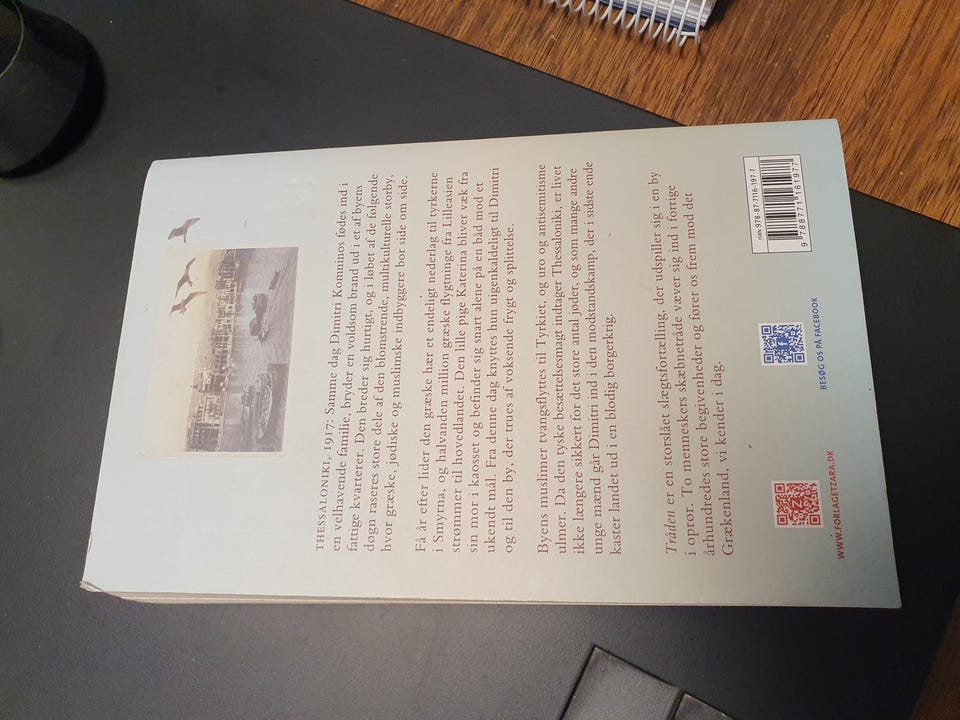 THESSALONIKI, 1917: Samme dag Dimitri Komninos fødes ind i
en velhavende familie, bryder en voldsom brand ud i et af byens
fattige kvarterer. Den breder sig hurtigt, og i løbet af de følgende
døgn raseres store dele af den blomstrende, multikulturelle storby,
hvor græske, jødiske og muslimske indbyggere bor side om side.
Få år efter lider den græske hær et endeligt nederlag til tyrkerne
i Smyrna, og halvanden million græske flygtninge fra Lilleasien
strømmer til hovedlandet. Den lille pige Katerina bliver væk fra
sin mor i kaosset og befinder sig snart alene på en båd mod et
ukendt mål. Fra denne dag knyttes hun uigenkaldeligt til Dimitri
og til den by, der trues af voksende frygt og splittelse.
Byens muslimer tvangsflyttes til Tyrkiet, og uro og antisemitisme
ulmer. Da den tyske besættelsesmagt indtager Thessaloniki, er livet
ikke længere sikkert for det store antal jøder, og som mange andre
unge mænd går Dimitri ind i den modstandskamp, der i sidste ende
kaster landet ud i en blodig borgerkrig.
Tråden er en storslået slægtsfortælling, der udspiller sig i en by
i oprør. To menneskers skæbnetråde væver sig ind i forrige
århundredes store begivenheder og fører os frem mod det
Grækenland, vi kender i dag.
WWW.FORLAGETZARA.DK
BESØG OS PÅ FACEBOOK
ISBN 978-87-7116-197-7
9 788771 161977